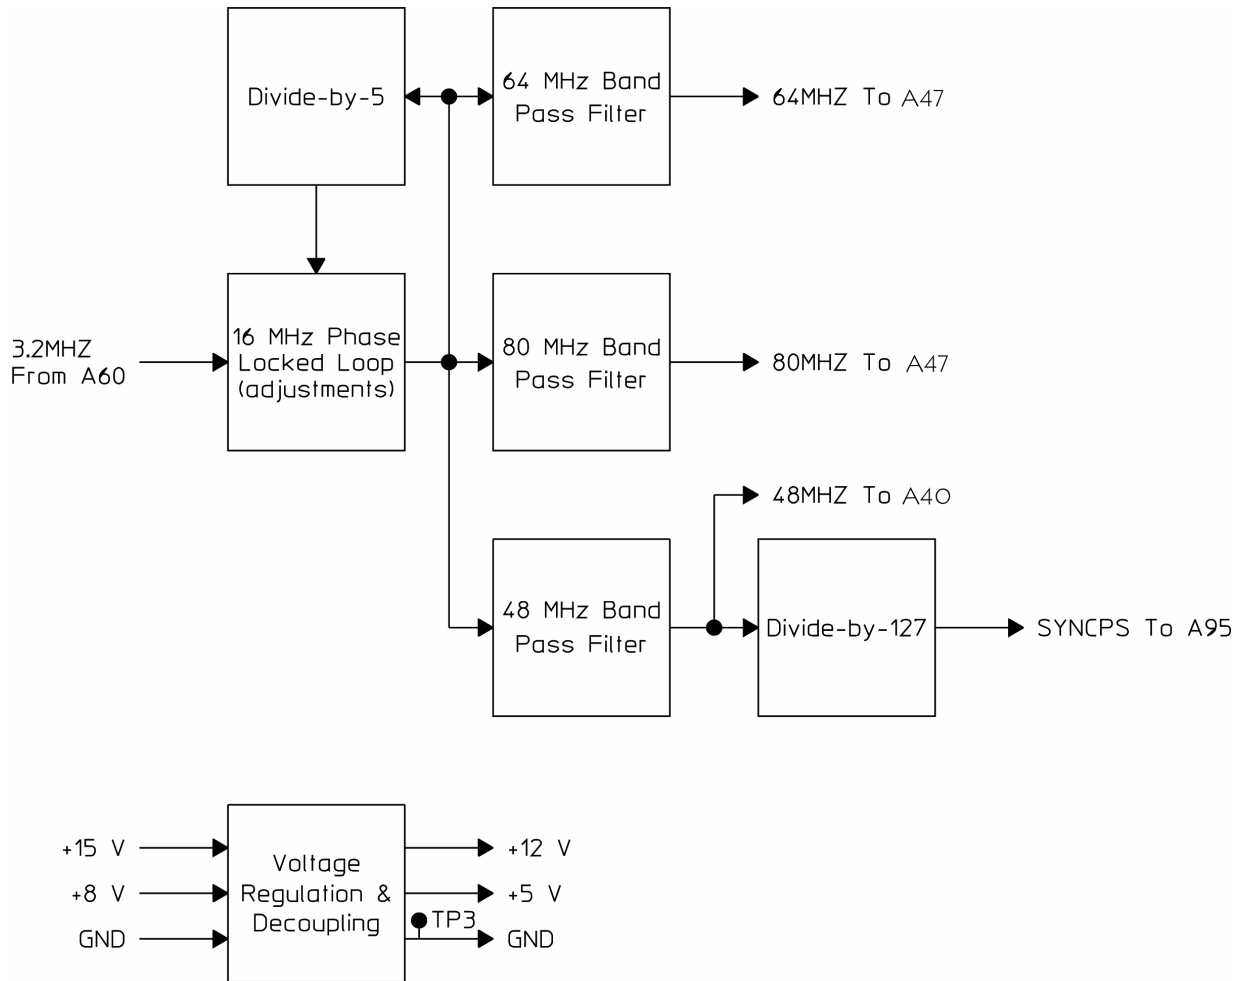 Divide-by-5
64 MHz Band
Pass Filter
64MHZ To A47
3.2MHZ
From A60
16 MHz Phase
Locked Loop
(adjustments)
80 MHz Band
Pass Filter
80MHZ To A47
48MHZ To A40
48 MHz Band
Pass Filter
Divide-by-127
SYNCPS To A95
+15 V
+8 V
GND
Voltage
Regulation &
Decoupling
+12 V
+5 V
TP3
GND